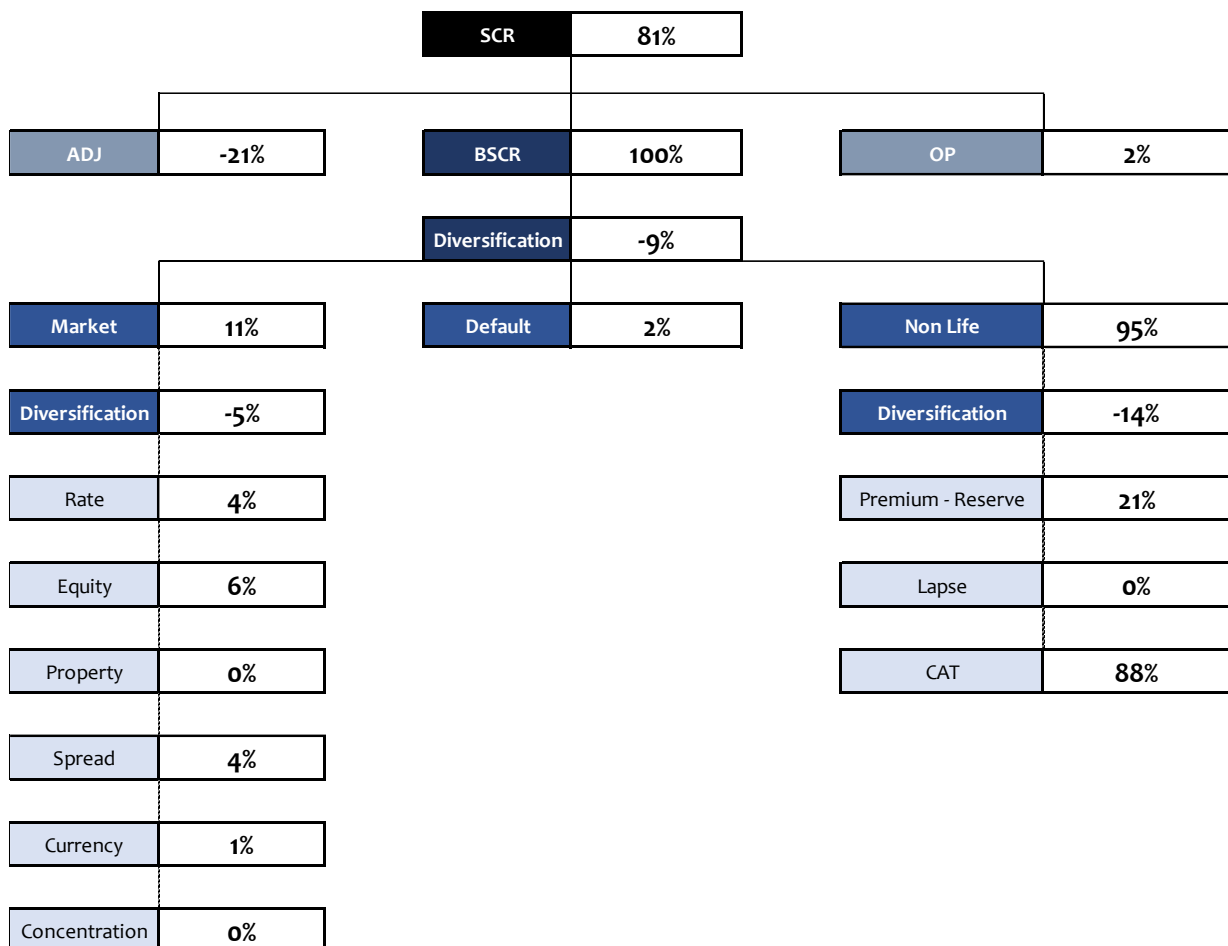 SCR 81%
ADJ -21% BSCR 100% OP 2%
Diversification -9%
Market 11% Default 2% Non Life 95%
Diversification -5% Diversification -14%
Rate 4% Premium - Reserve 21%
Equity 6% Lapse 0%
Property 0% CAT 88%
Spread 4%
Currency 1%
Concentration 0%